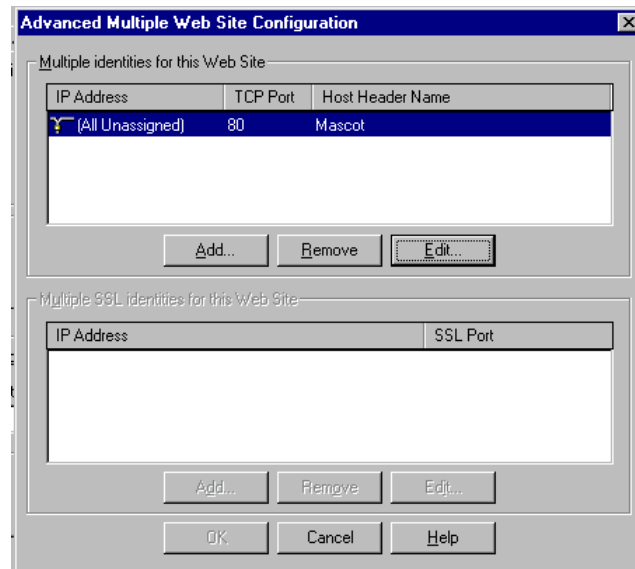 Advanced Multiple Web Site Configuration
Multiple identities for this Web Site
IP Address TCP Port Host Header Name
(All Unassigned) 80 Mascot
Add... Remove Edit...
Multiple SSL identities for this Web Site
IP Address SSL Port
Add... Remove Edit...
OK Cancel Help